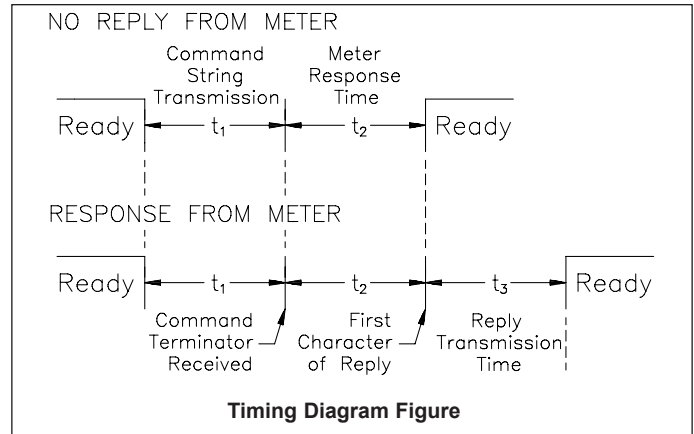 NO REPLY FROM METER
Command
String
Transmission
Meter
Response
Time
Ready
t₁
t₂
Ready
RESPONSE FROM METER
Ready
t₁
t₂
t₃
Ready
Command
Terminator
Received
First
Character
of Reply
Reply
Transmission
Time
Timing Diagram Figure